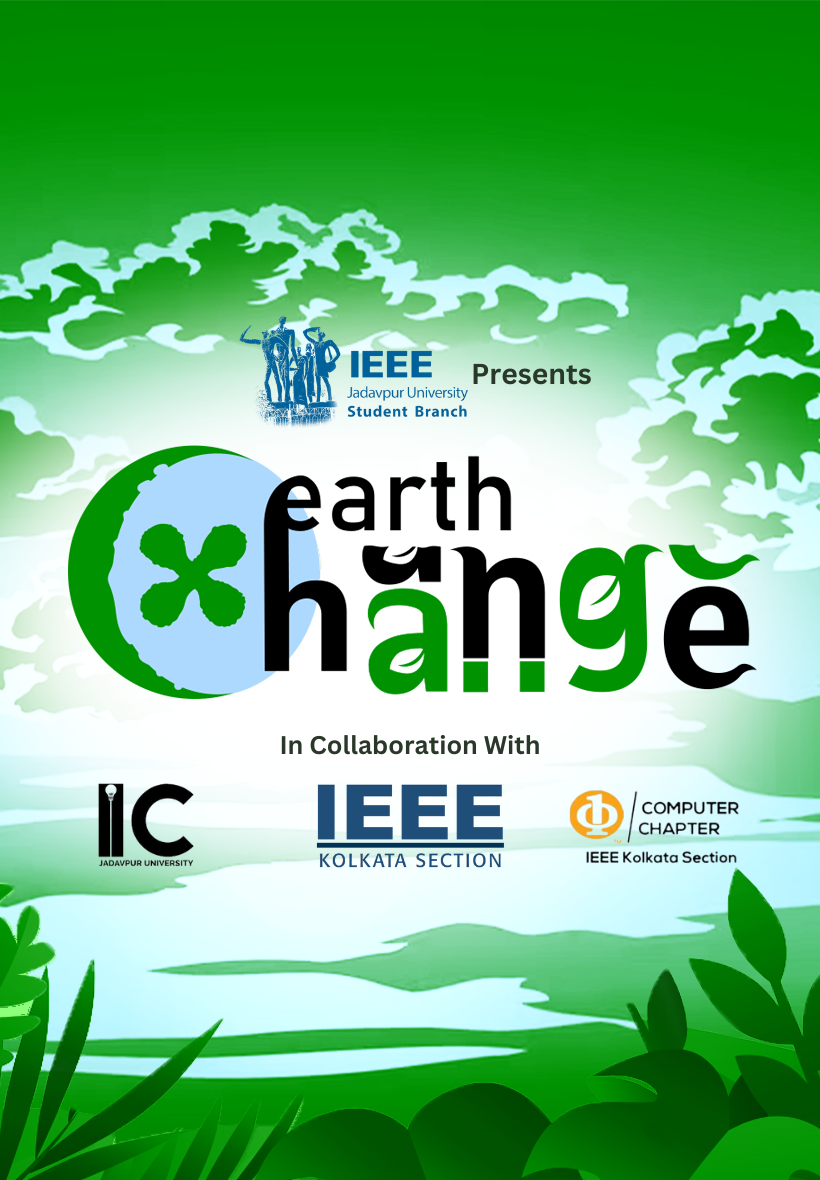 IEEE
Presents
Jadavpur University
Student Branch
earth
Change
In Collaboration With
IIC
JADAVPUR UNIVERSITY
IEEE
KOLKATA SECTION
COMPUTER
CHAPTER
IEEE Kolkata Section